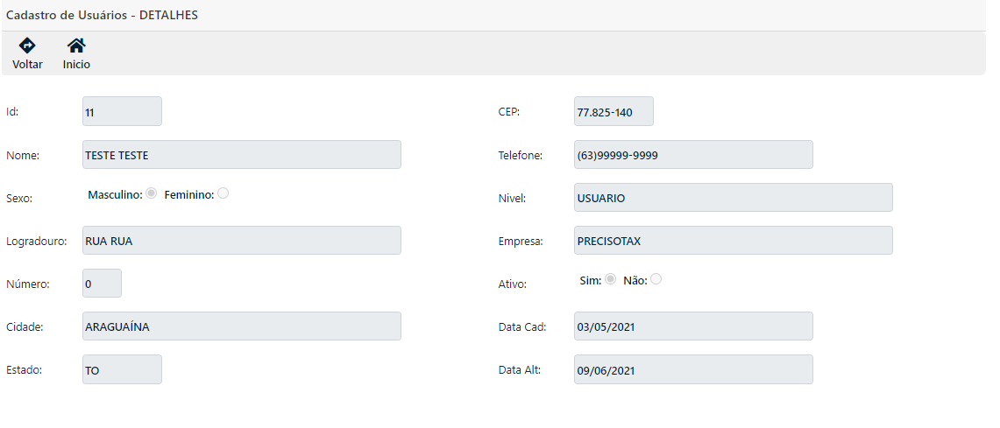 Cadastro de Usuários - DETALHES
Voltar Inicio
Id: 11 CEP: 77.825-140
Nome: TESTE TESTE Telefone: (63)99999-9999
Sexo: Masculino: Feminino: Nivel: USUARIO
Logradouro: RUA RUA Empresa: PRECISOTAX
Número: 0 Ativo: Sim: Não:
Cidade: ARAGUAÍNA Data Cad: 03/05/2021
Estado: TO Data Alt: 09/06/2021